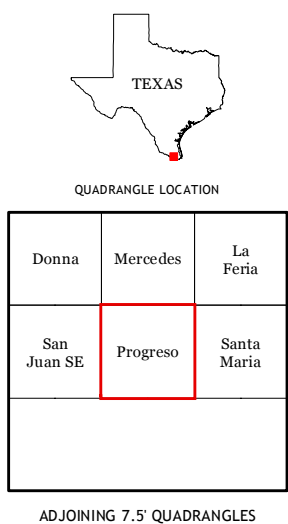 TEXAS
QUADRANGLE LOCATION
Donna
Mercedes
La
Feria
San
Juan SE
Progreso
Santa
Maria
ADJOINING 7.5' QUADRANGLES